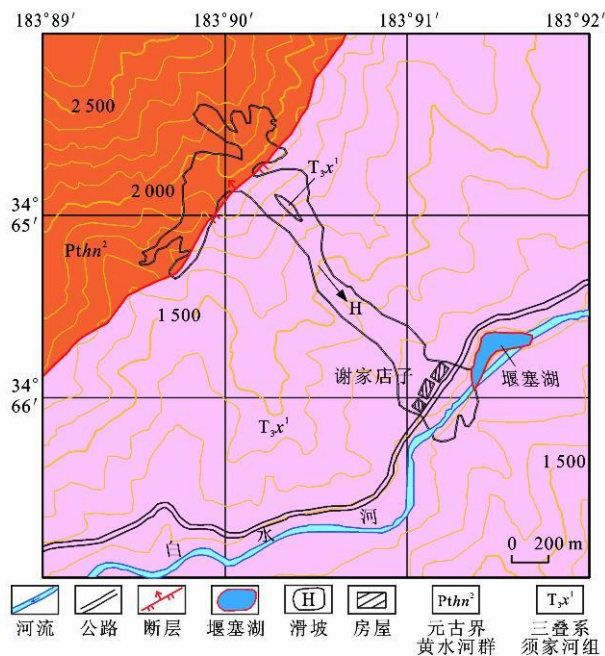 183°89′ 183°90′ 183°91′ 183°92′
2 500
T₃x¹
34°
65′
2 000
Pthn²
H
1 500
谢家店子
堰塞湖
34°
66′
T₃x¹
1 500
白水河
0 200 m
H Pthn² T₃x¹
河流 公路 断层 堰塞湖 滑坡 房屋 元古界 三叠系
黄水河群 须家河组